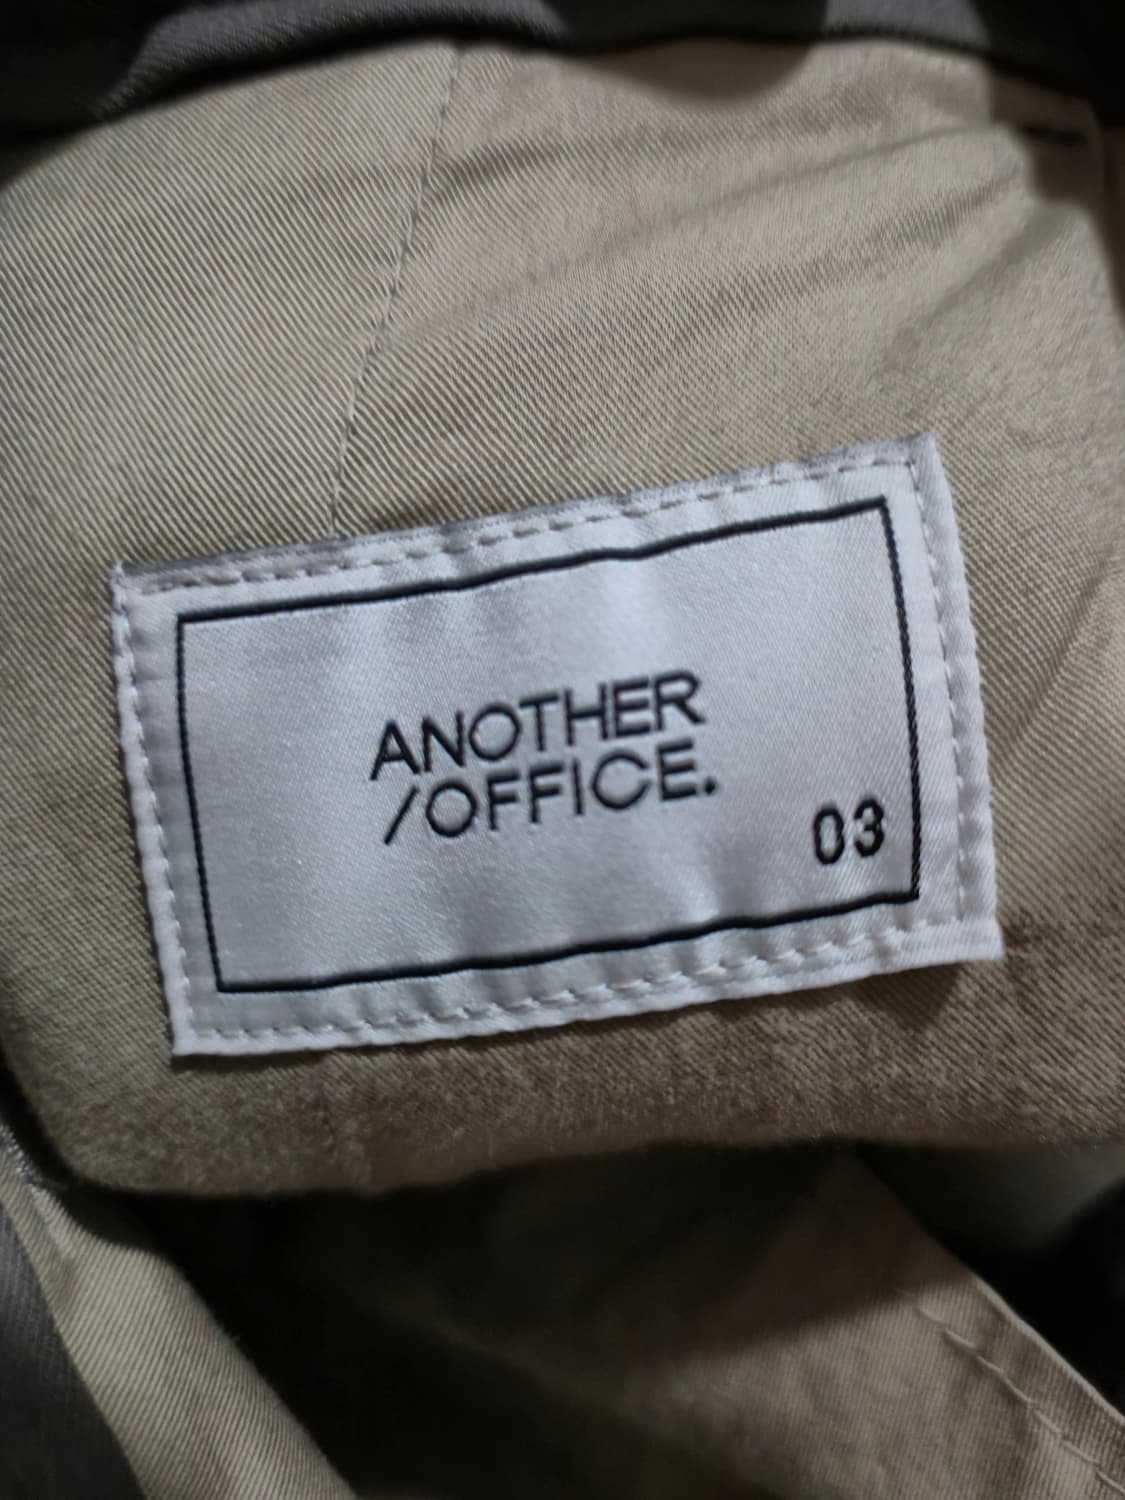 ANOTHER
/OFFICE.
03